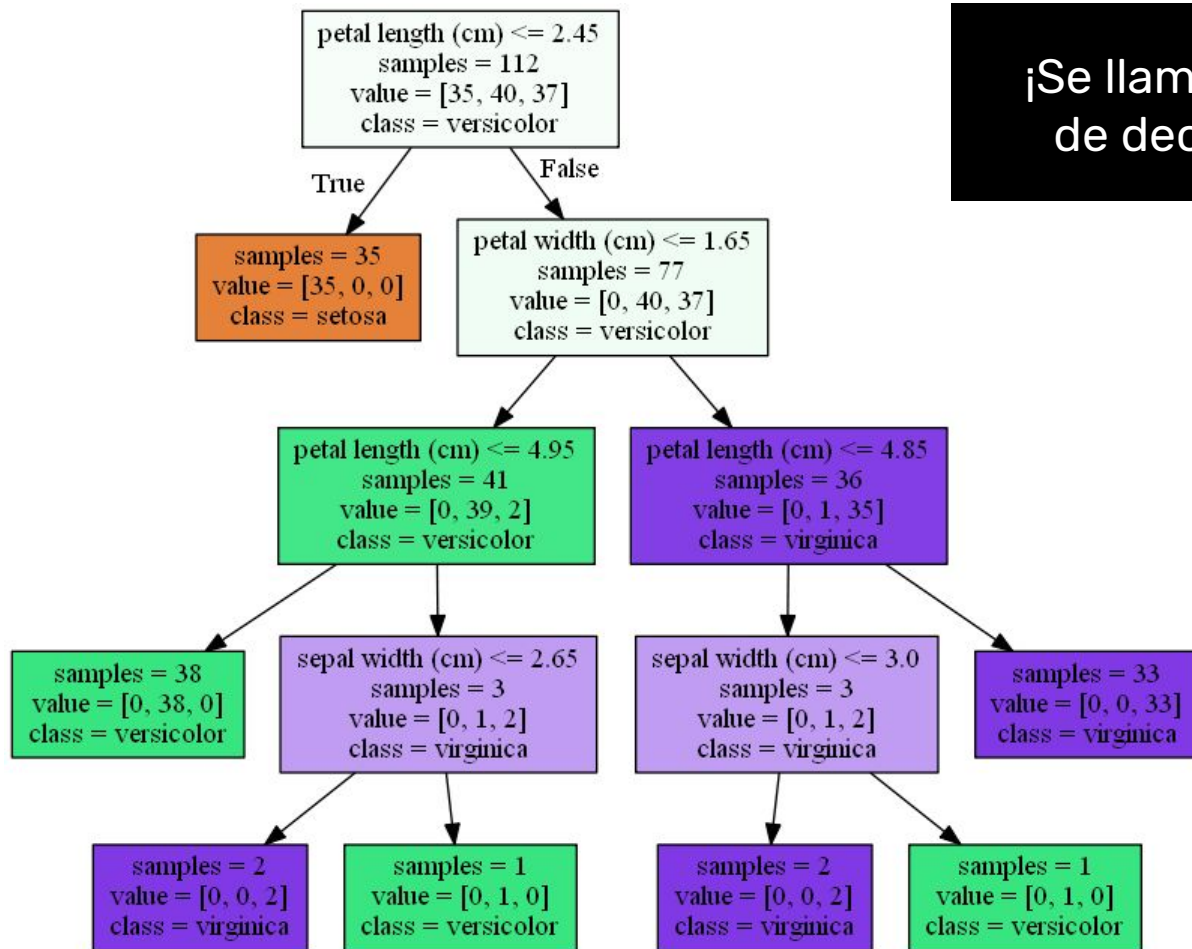 petal length (cm) <= 2.45
samples = 112
value = [35, 40, 37]
class = versicolor
¡Se
de
True
False
samples = 35
value = [35, 0, 0]
class = setosa
petal width (cm) <= 1.65
samples = 77
value = [0, 40, 37]
class = versicolor
petal length (cm) <= 4.95
samples = 41
value = [0, 39, 2]
class = versicolor
petal length (cm) <= 4.85
samples = 36
value = [0, 1, 35]
class = virginica
samples = 38
value = [0, 38, 0]
class = versicolor
sepal width (cm) <= 2.65
samples = 3
value = [0, 1, 2]
class = virginica
sepal width (cm) <= 3.0
samples = 3
value = [0, 1, 2]
class = virginica
samples = 33
value = [0, 0, 33]
class = virginica
samples = 2
value = [0, 0, 2]
class = virginica
samples = 1
value = [0, 1, 0]
class = versicolor
samples = 2
value = [0, 0, 2]
class = virginica
samples = 1
value = [0, 1, 0]
class = versicolor